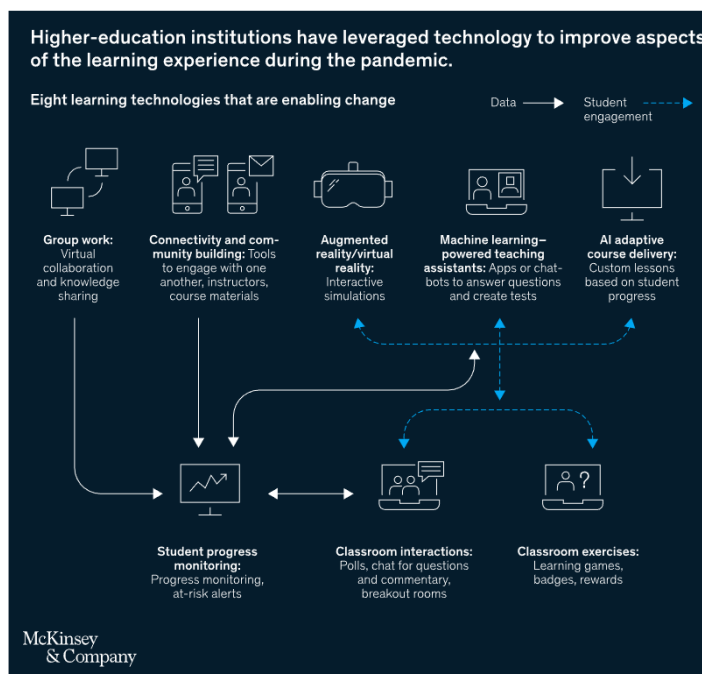 Higher-education institutions have leveraged technology to improve aspects
of the learning experience during the pandemic.
Eight learning technologies that are enabling change
Data
Student
engagement
Group work:
Virtual
collaboration
and knowledge
sharing
Connectivity and com-
munity building: Tools
to engage with one
another, instructors,
course materials
Augmented
reality/virtual
reality:
Interactive
simulations
Machine learning–
powered teaching
assistants: Apps or chat-
bots to answer questions
and create tests
AI adaptive
course delivery:
Custom lessons
based on student
progress
?
Student progress
monitoring:
Progress monitoring,
at-risk alerts
Classroom interactions:
Polls, chat for questions
and commentary,
breakout rooms
Classroom exercises:
Learning games,
badges, rewards
McKinsey
& Company